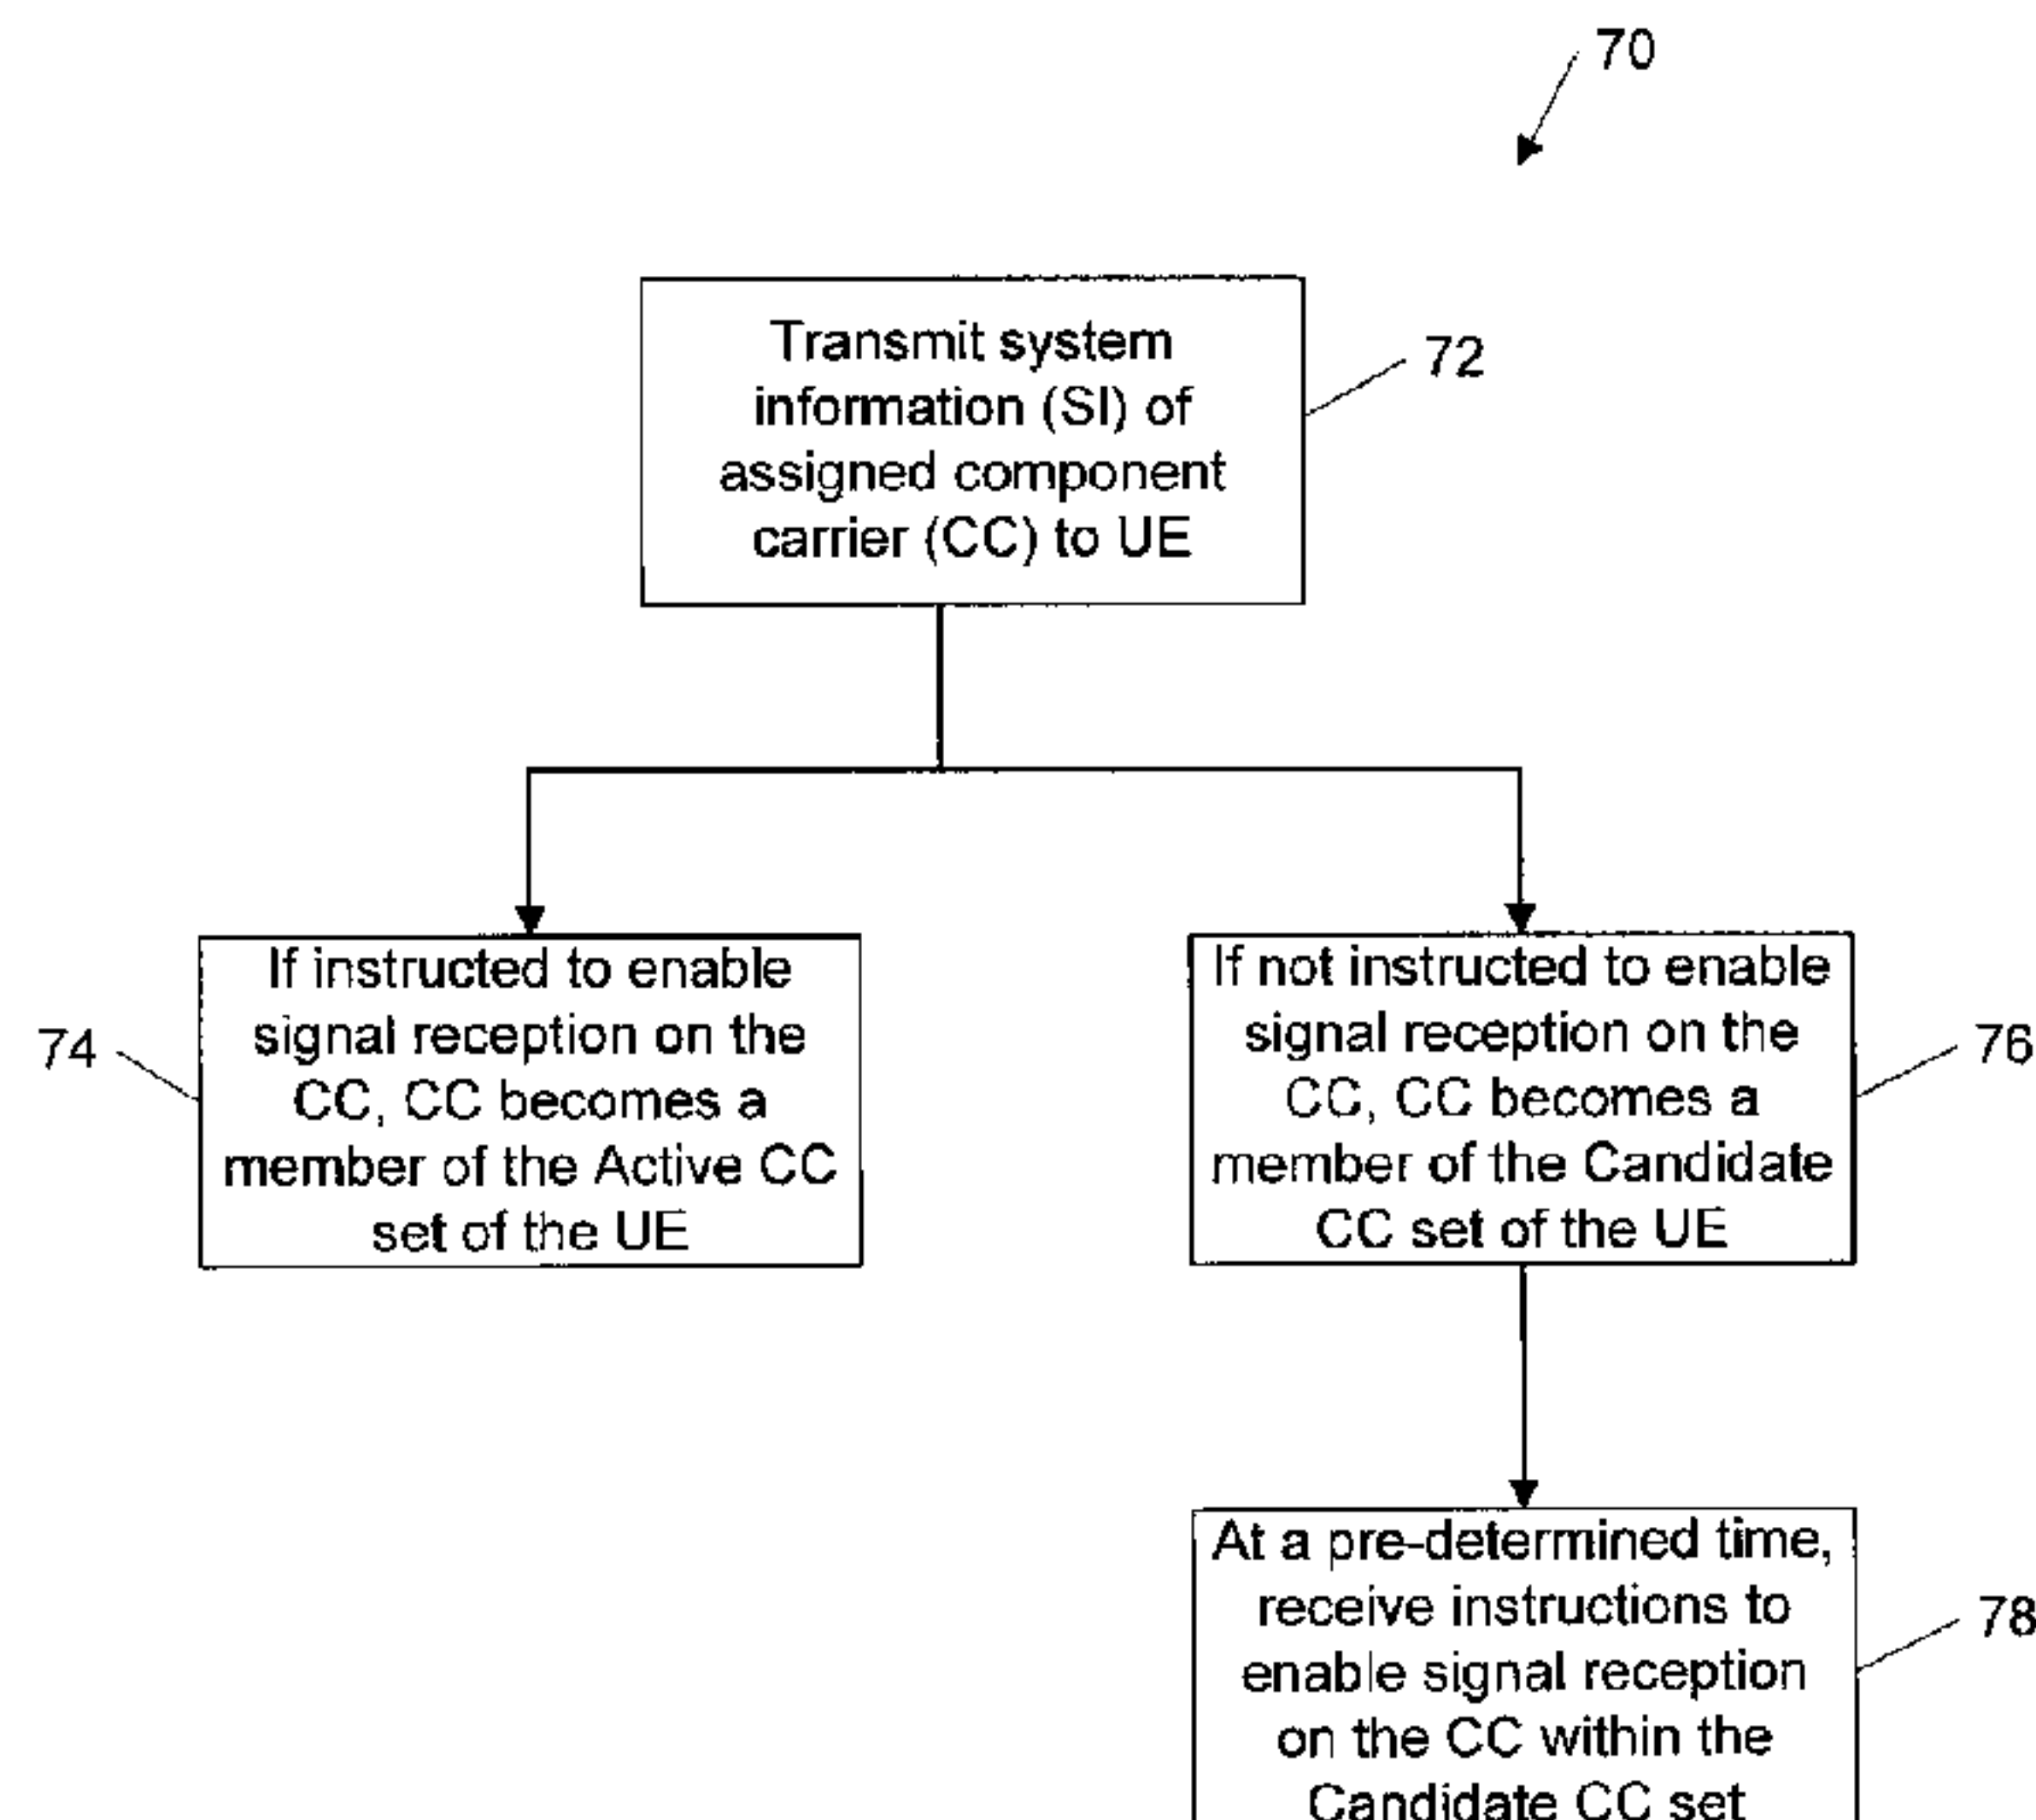 70
Transmit system
information (SI) of
assigned component
carrier (CC) to UE
72
If instructed to enable
signal reception on the
CC, CC becomes a
member of the Active CC
set of the UE
74
If not instructed to enable
signal reception on the
CC, CC becomes a
member of the Candidate
CC set of the UE
76
At a pre-determined time,
receive instructions to
enable signal reception
on the CC within the
Candidate CC set
78